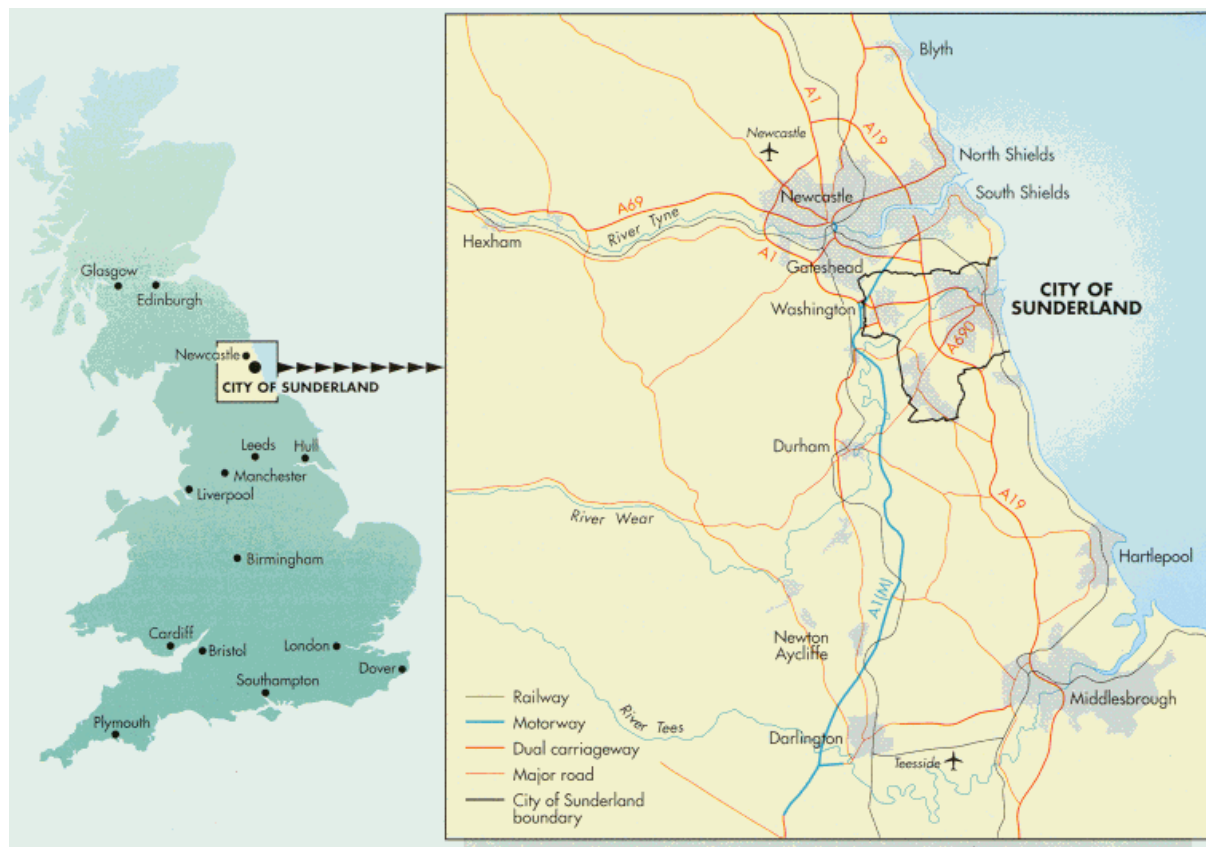 Glasgow
Edinburgh
Newcastle
CITY OF SUNDERLAND
Leeds
Hull
Manchester
Liverpool
Birmingham
Cardiff
Bristol
London
Dover
Southampton
Plymouth
Blyth
A1
A19
Newcastle
North Shields
Newcastle
South Shields
A69
River Tyne
Hexham
A1
Gateshead
Washington
CITY OF
SUNDERLAND
A690
Durham
A19
River Wear
Hartlepool
A1(M)
Newton
Aycliffe
River Tees
Middlesbrough
Darlington
Teesside
Railway
Motorway
Dual carriageway
Major road
City of Sunderland
boundary